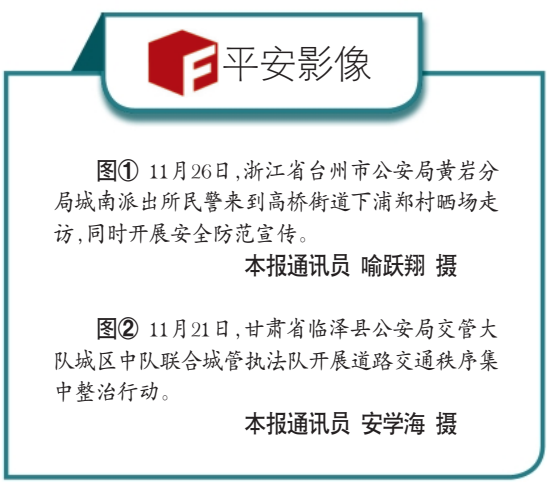 平安影像
图① 11月26日,浙江省台州市公安局黄岩分
局城南派出所民警来到高桥街道下浦郑村晒场走
访,同时开展安全防范宣传。
本报通讯员 喻跃翔 摄
图② 11月21日,甘肃省临泽县公安局交管大
队城区中队联合城管执法队开展道路交通秩序集
中整治行动。
本报通讯员 安学海 摄